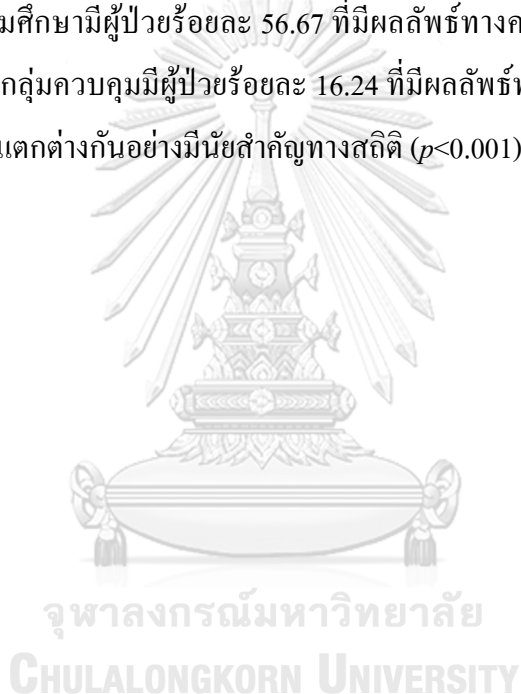 มศึกษามีผู้ป่วยร้อยละ 56.67 ที่มีผลลัพธ์ทางค
กลุ่มควบคุมมีผู้ป่วยร้อยละ 16.24 ที่มีผลลัพธ์ท
แตกต่างกันอย่างมีนัยสำคัญทางสถิติ (p<0.001)
จุฬาลงกรณ์มหาวิทยาลัย
CHULALONGKORN UNIVERSITY